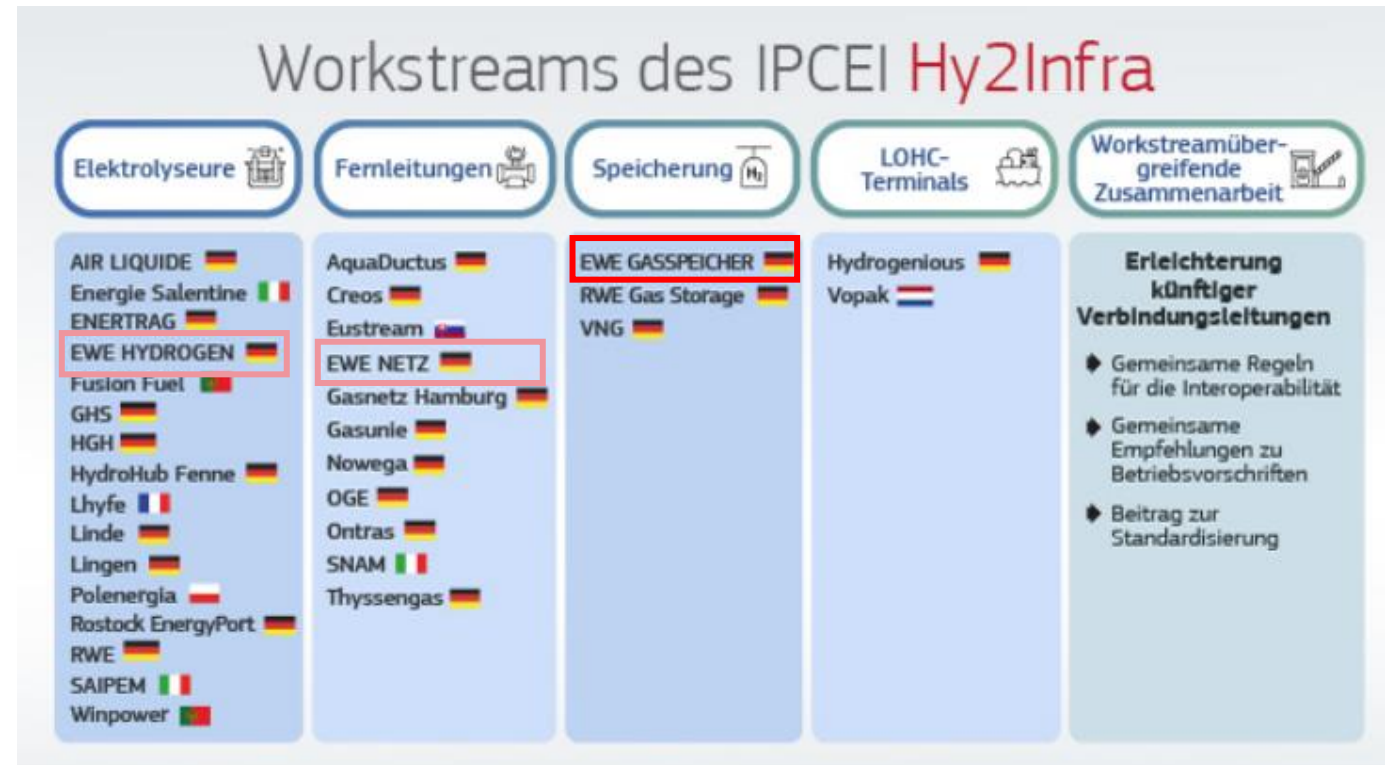 Workstreams des IPCEI Hy2Infra
Elektrolyseure
Fernleitungen
Speicherung
H2
LOHC-
Terminals
Workstreamüber-
greifende
Zusammenarbeit
AIR LIQUIDE
Energie Salentine
ENERTRAG
EWE HYDROGEN
Fusion Fuel
GHS
HGH
HydroHub Fenne
Lhyfe
Linde
Lingen
Polenergia
Rostock EnergyPort
RWE
SAIPEM
Winpower
AquaDuctus
Creos
Eustream
EWE NETZ
Gasnetz Hamburg
Gasunie
Nowega
OGE
Ontras
SNAM
Thyssengas
EWE GASSPEICHER
RWE Gas Storage
VNG
Hydrogenious
Vopak
Erleichterung
künftiger
Verbindungsleitungen
Gemeinsame Regeln
für die Interoperabilität
Gemeinsame
Empfehlungen zu
Betriebsvorschriften
Beitrag zur
Standardisierung